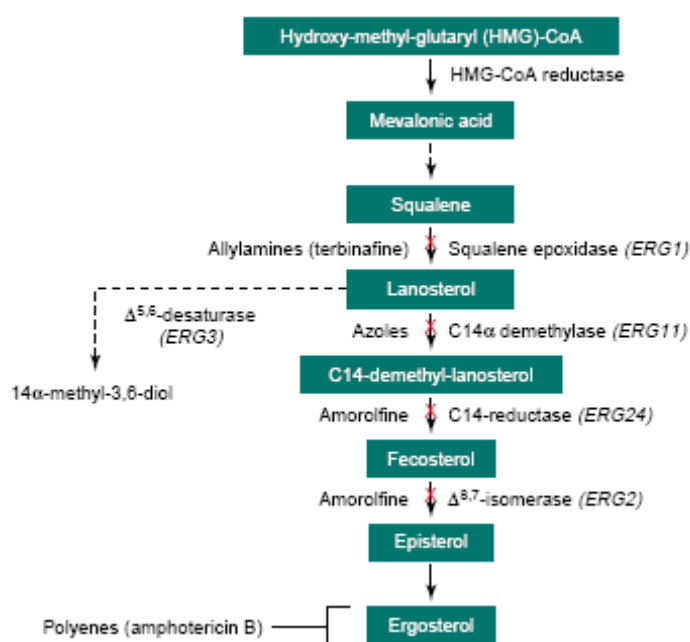 Hydroxy-methyl-glutaryl (HMG)-CoA
HMG-CoA reductase
Mevalonic acid
Squalene
Allylamines (terbinafine)
Squalene epoxidase (ERG1)
Lanosterol
Δ5,6-desaturase
(ERG3)
Azoles
C14α demethylase (ERG11)
14α-methyl-3,6-diol
C14-demethyl-lanosterol
Amorolfine
C14-reductase (ERG24)
Fecosterol
Amorolfine
Δ8,7-isomerase (ERG2)
Episterol
Polyenes (amphotericin B)
Ergosterol